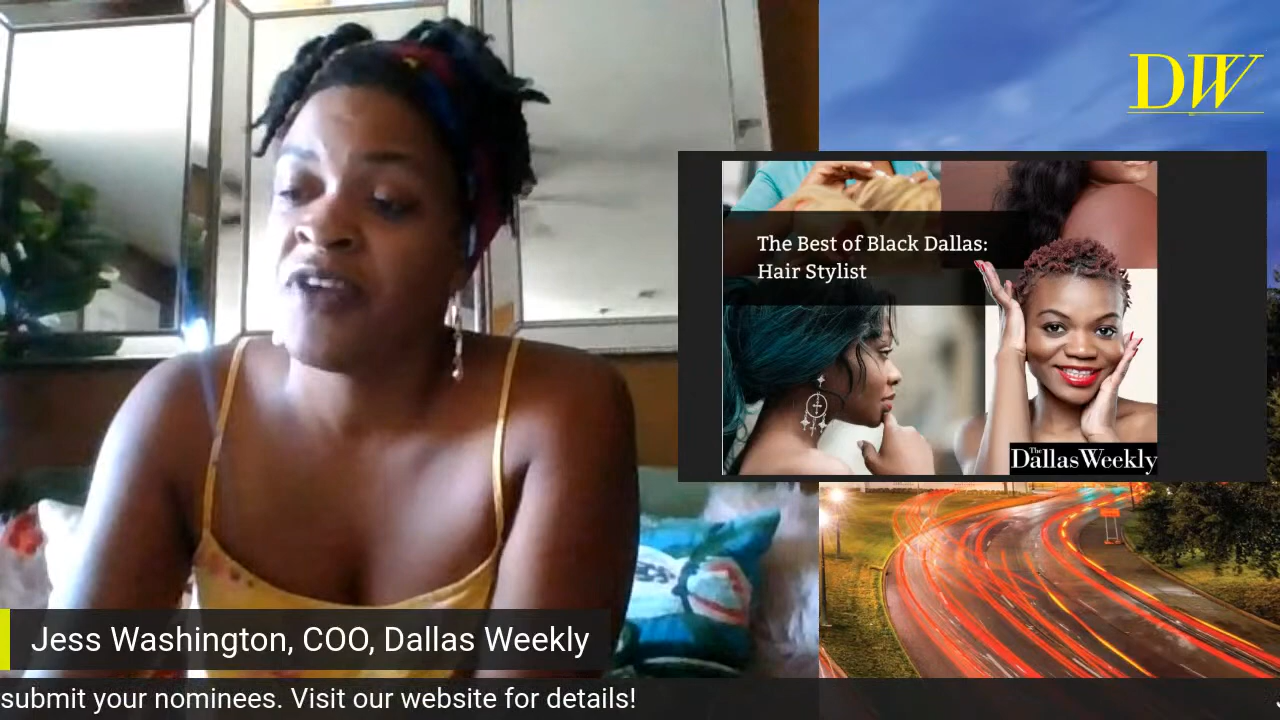 DW
The Best of Black Dallas:
Hair Stylist
The
DallasWeekly
Jess Washington, COO, Dallas Weekly
submit your nominees. Visit our website for details!